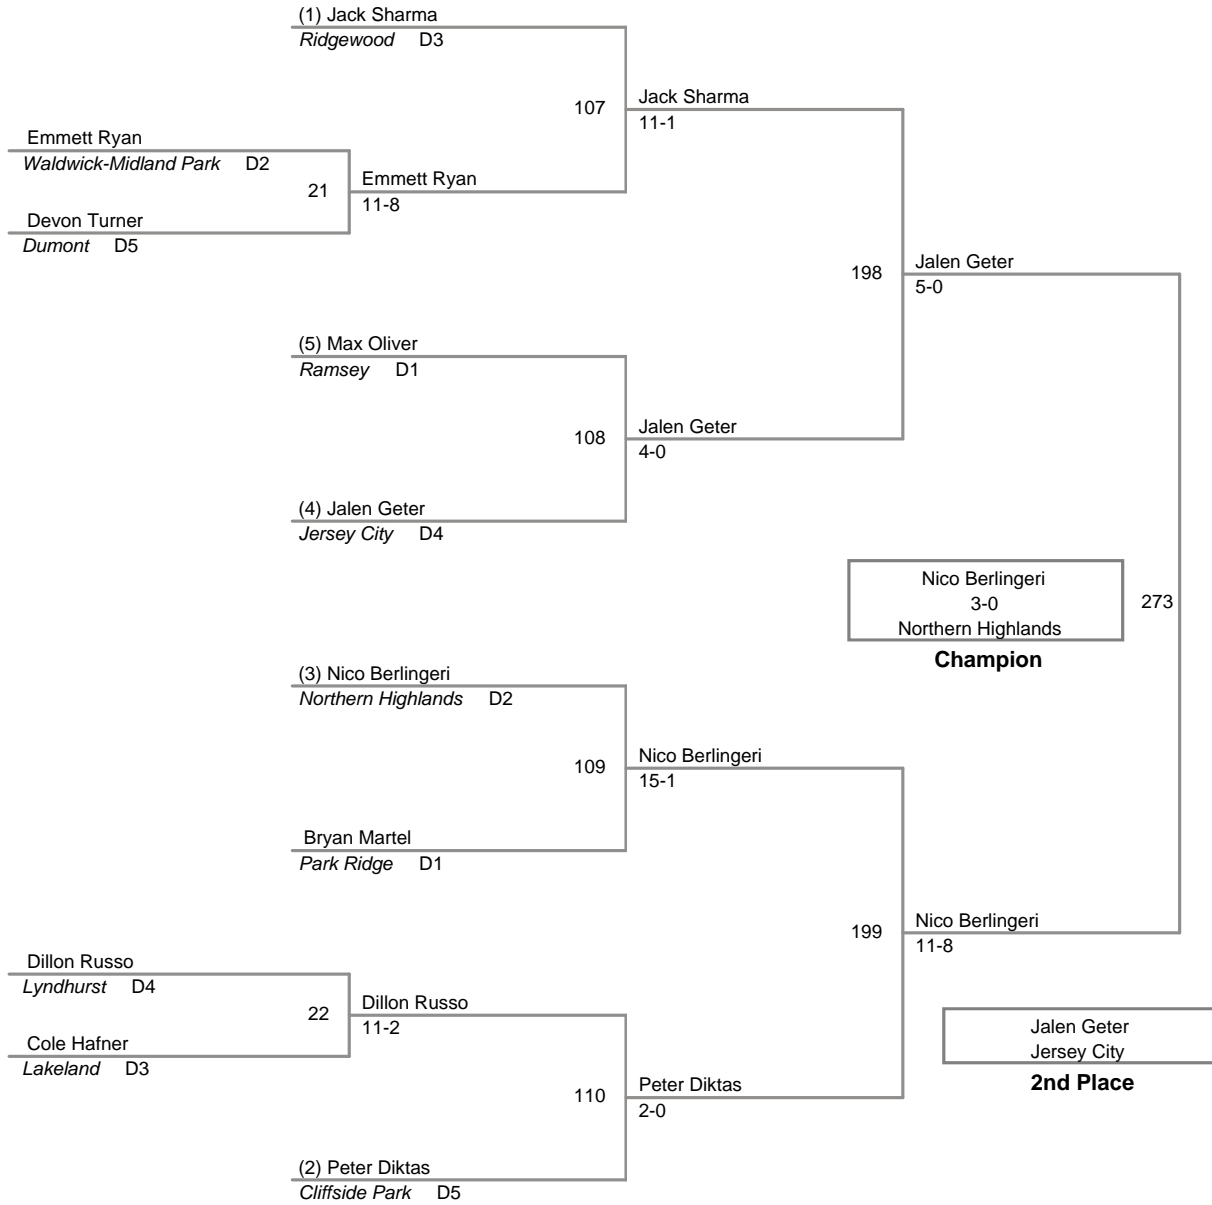 (1) Jack Sharma
Ridgewood D3
107
Jack Sharma
11-1
Emmett Ryan
Waldwick-Midland Park D2
21
Emmett Ryan
11-8
Devon Turner
Dumont D5
198
Jalen Geter
5-0
(5) Max Oliver
Ramsey D1
108
Jalen Geter
4-0
(4) Jalen Geter
Jersey City D4
Nico Berlingeri
3-0
Northern Highlands
Champion
273
(3) Nico Berlingeri
Northern Highlands D2
109
Nico Berlingeri
15-1
Bryan Martel
Park Ridge D1
199
Nico Berlingeri
11-8
Dillon Russo
Lyndhurst D4
22
Dillon Russo
11-2
Cole Hafner
Lakeland D3
Jalen Geter
Jersey City
2nd Place
110
Peter Diktas
2-0
(2) Peter Diktas
Cliffside Park D5